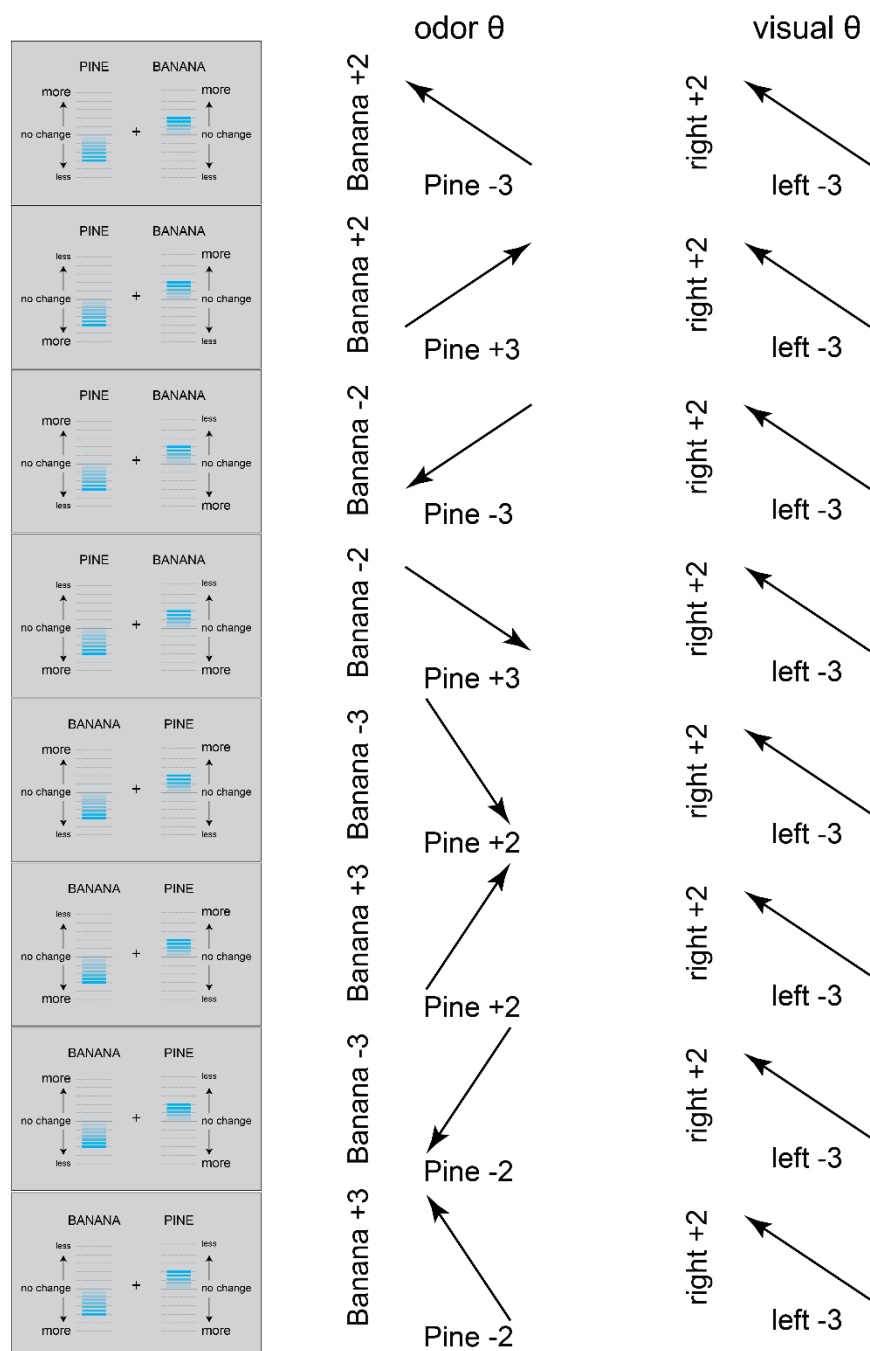 odor θ
visual θ
PINE BANANA
more more
no change + no change
less less
Banana +2
Pine -3
right +2
left -3
PINE BANANA
less more
no change + no change
more less
Banana +2
Pine +3
right +2
left -3
PINE BANANA
more less
no change + no change
less more
Banana -2
Pine -3
right +2
left -3
PINE BANANA
less less
no change + no change
more more
Banana -2
Pine +3
right +2
left -3
BANANA PINE
more more
no change + no change
less less
Banana -3
Pine +2
right +2
left -3
BANANA PINE
less more
no change + no change
more less
Banana +3
Pine +2
right +2
left -3
BANANA PINE
more less
no change + no change
less more
Banana -3
Pine -2
right +2
left -3
BANANA PINE
less less
no change + no change
more more
Banana +3
Pine -2
right +2
left -3